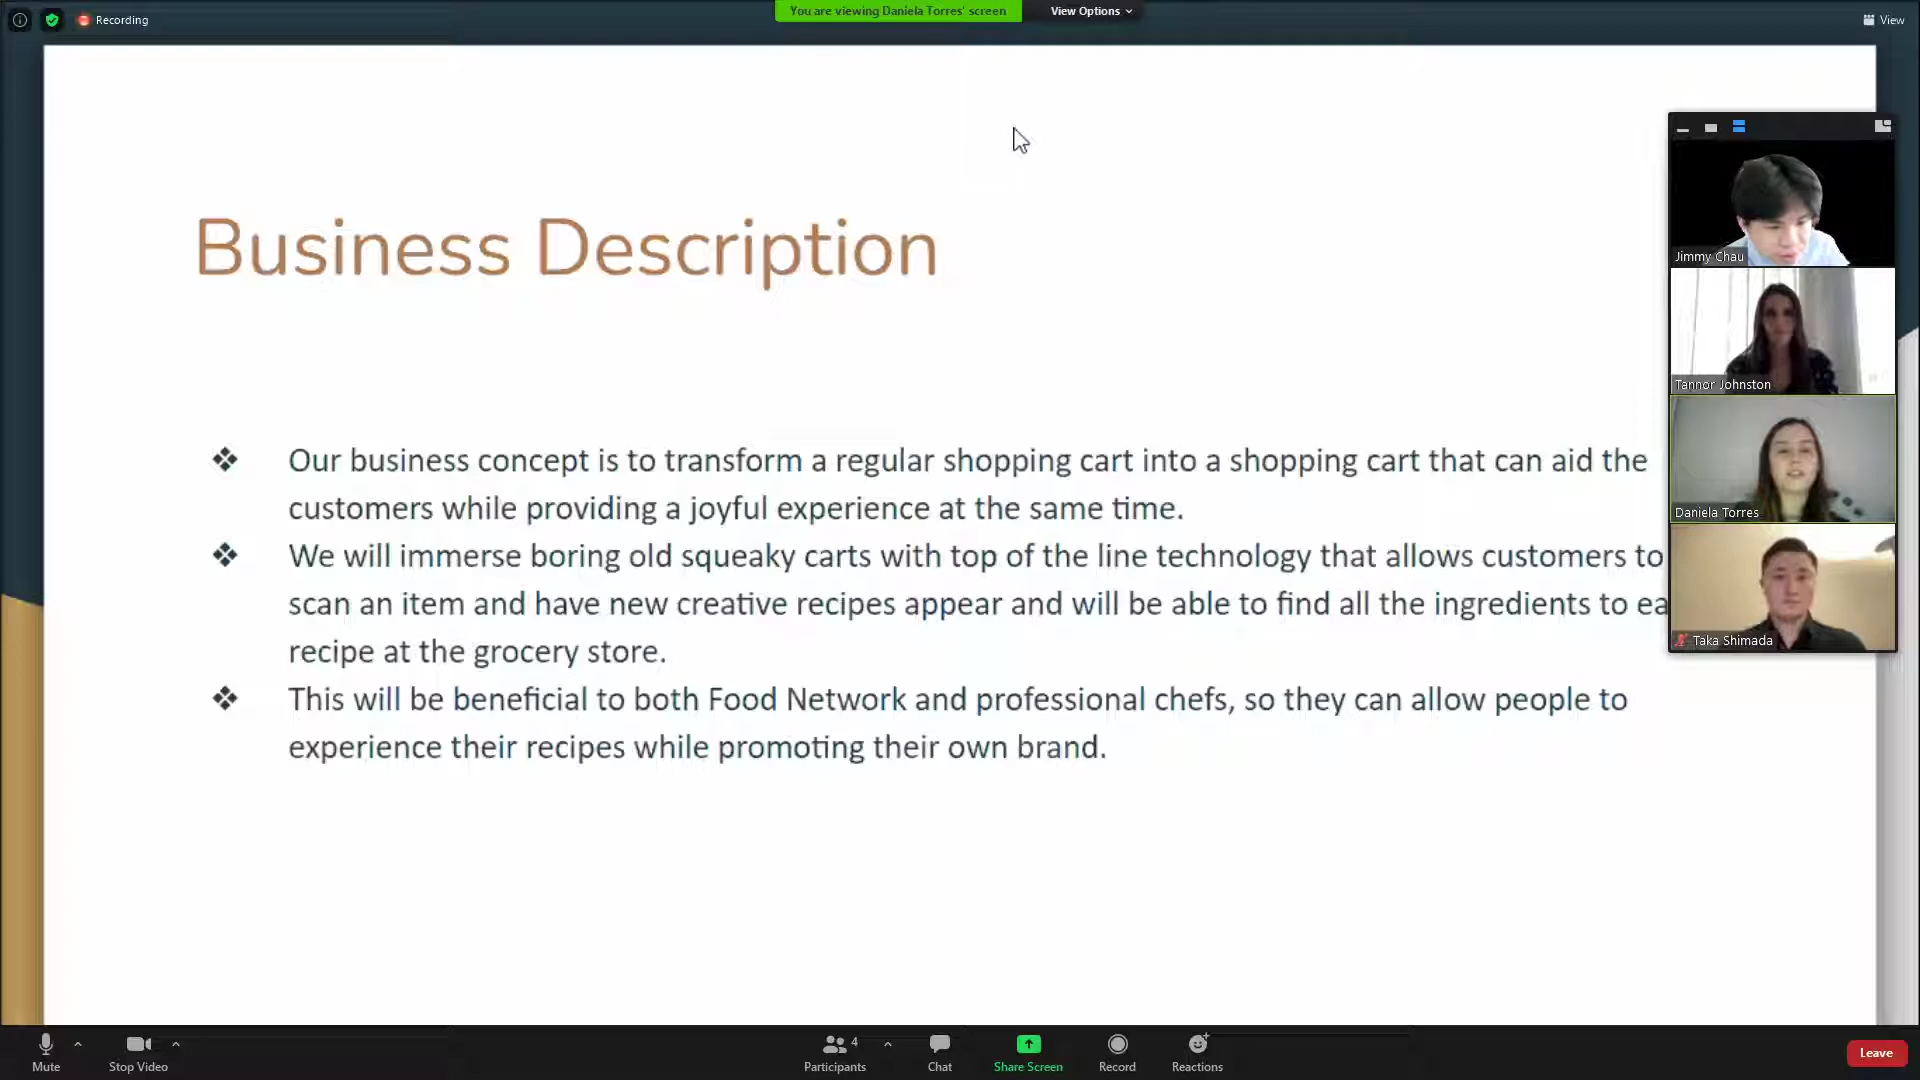 Recording
You are viewing Daniela Torres' screen
View Options
View
Business Description
Our business concept is to transform a regular shopping cart into a shopping cart that can aid the
customers while providing a joyful experience at the same time.
We will immerse boring old squeaky carts with top of the line technology that allows customers to
scan an item and have new creative recipes appear and will be able to find all the ingredients to
recipe at the grocery store.
This will be beneficial to both Food Network and professional chefs, so they can allow people to
experience their recipes while promoting their own brand.
Jimmy Chau
Tannor Johnston
Daniela Torres
Taka Shimada
Mute
Stop Video
4
Participants
Chat
Share Screen
Record
Reactions
Leave